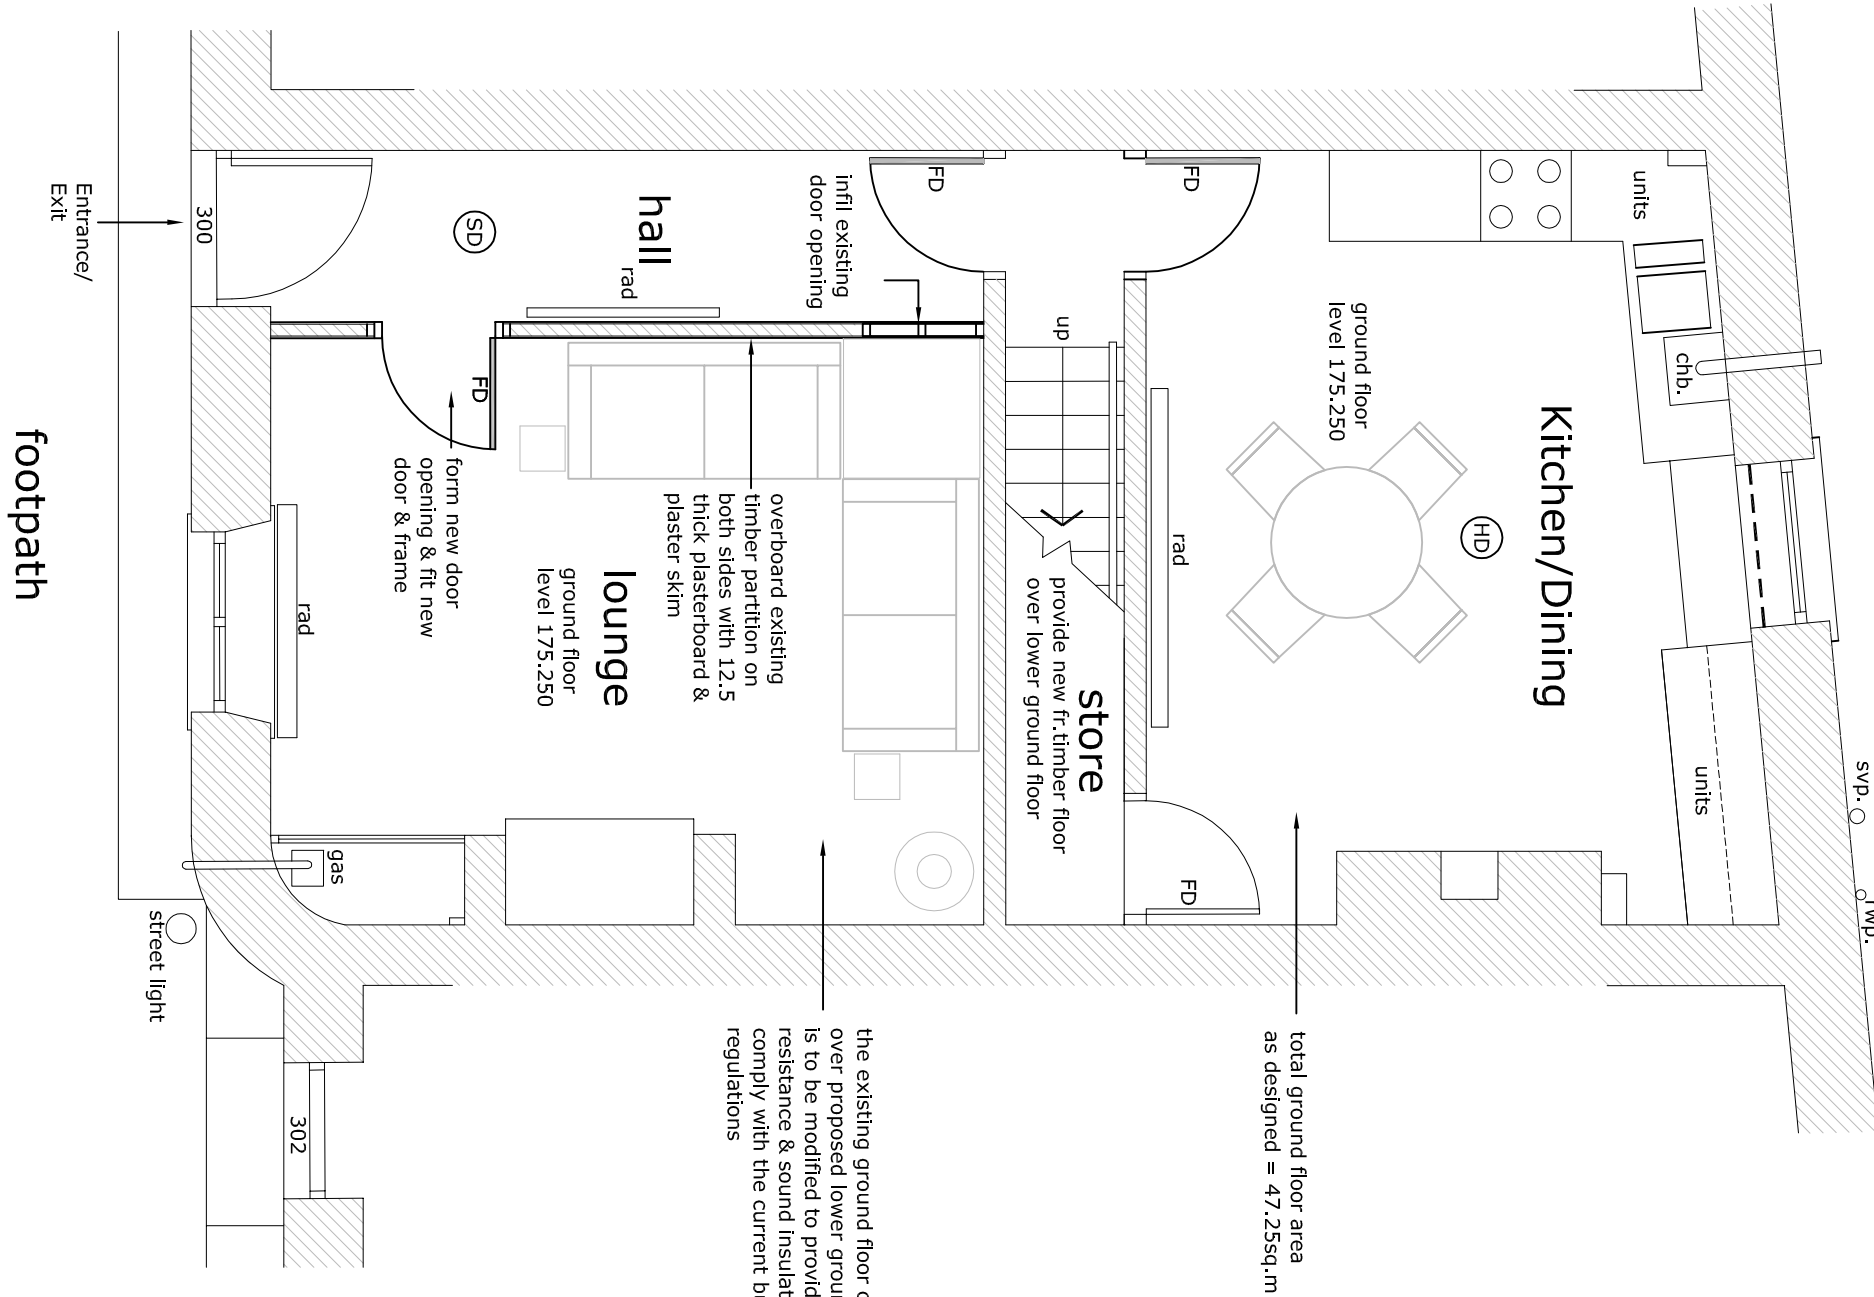 Entrance/
Exit
300
SD
hall
rad
infil existing
door opening
FD
FD
units
up
ground floor
level 175.250
chb.
footpath
FD
form new door
opening & fit new
door & frame
rad
lounge
ground floor
level 175.250
overboard existing
timber partition on
both sides with 12.5
thick plasterboard &
plaster skim
provide new fr.timber floor
over lower ground floor
store
rad
HD
Kitchen/Dining
units
svp.
rwp.
gas
FD
street light
302
the existing ground floor
over proposed lower
is to be modified to
resistance & sound
comply with the current
regulations
total ground floor area
as designed = 47.25sq.m